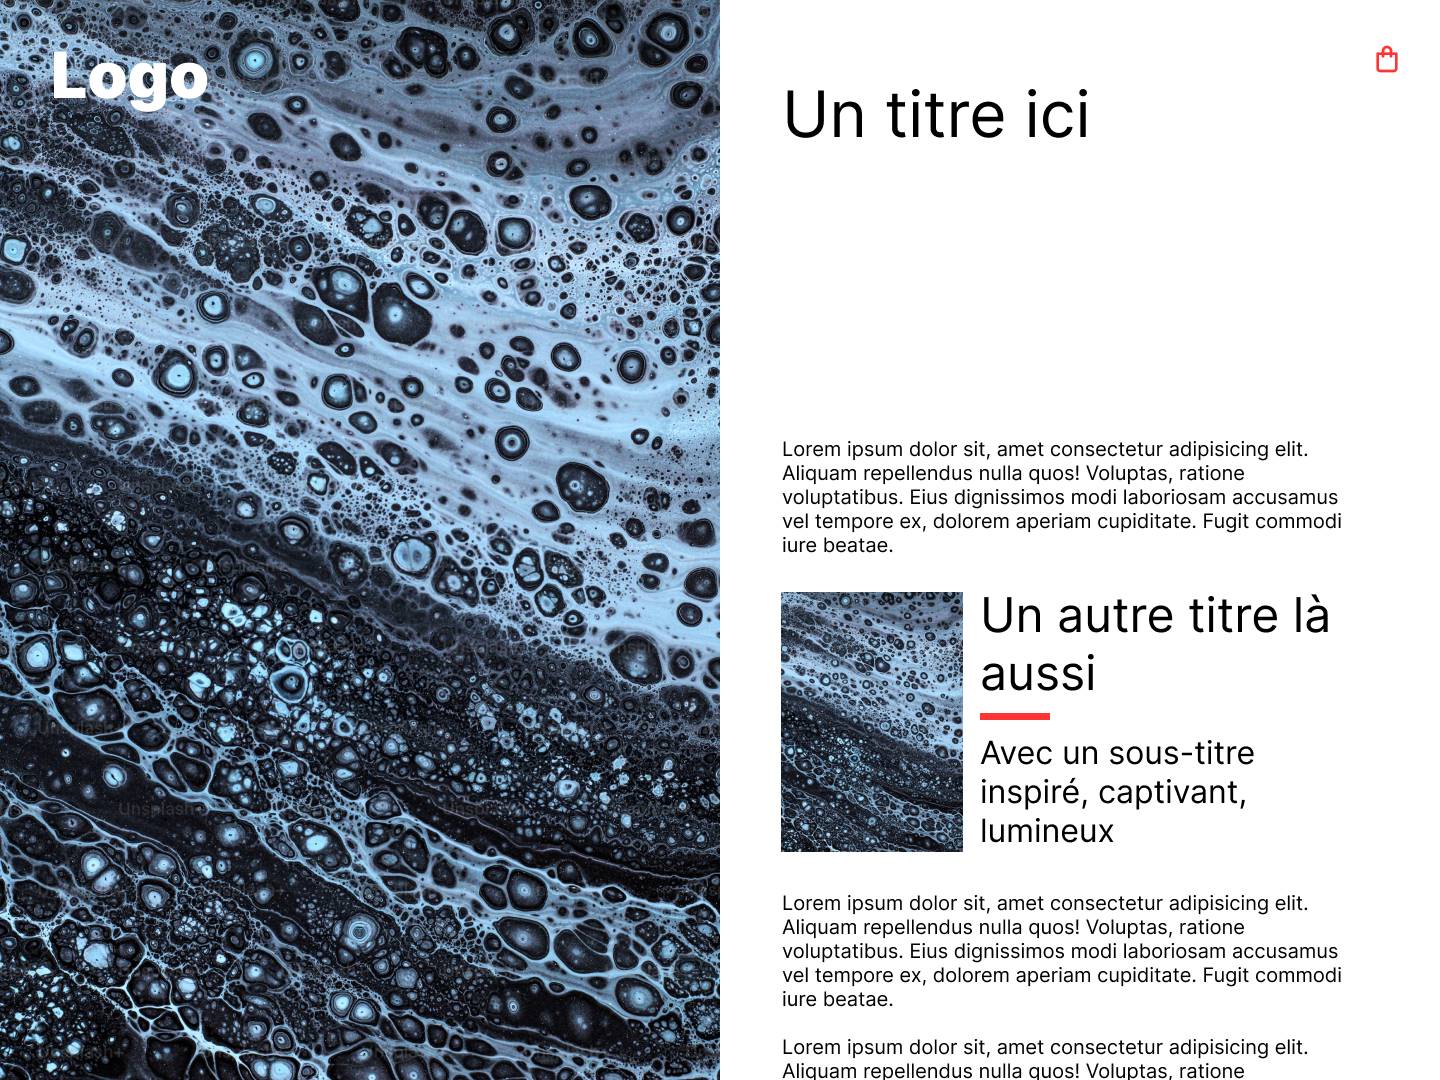 Logo
Un titre ici
Lorem ipsum dolor sit, amet consectetur adipisicing elit.
Aliquam repellendus nulla quos! Voluptas, ratione
voluptatibus. Eius dignissimos modi laboriosam accusamus
vel tempore ex, dolorem aperiam cupiditate. Fugit commodi
iure beatae.
Un autre titre là
aussi
Avec un sous-titre
inspiré, captivant,
lumineux
Lorem ipsum dolor sit, amet consectetur adipisicing elit.
Aliquam repellendus nulla quos! Voluptas, ratione
voluptatibus. Eius dignissimos modi laboriosam accusamus
vel tempore ex, dolorem aperiam cupiditate. Fugit commodi
iure beatae.
Lorem ipsum dolor sit, amet consectetur adipisicing elit.
Aliquam repellendus nulla quos! Voluptas, ratione